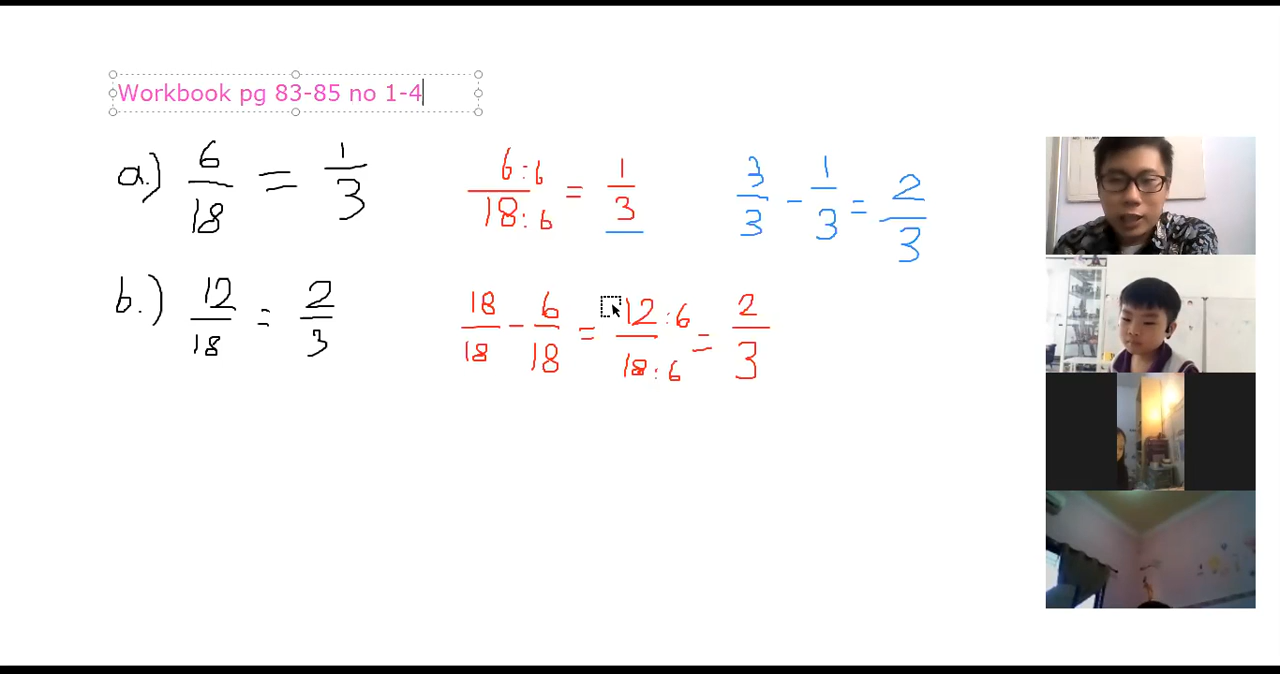 Workbook pg 83-85 no 1-4
a.) 6/18 = 1/3
6:6/18:6 = 1/3
3/3 - 1/3 = 2/3
b.) 12/18 = 2/3
18/18 - 6/18 = 12:6/18:6 = 2/3